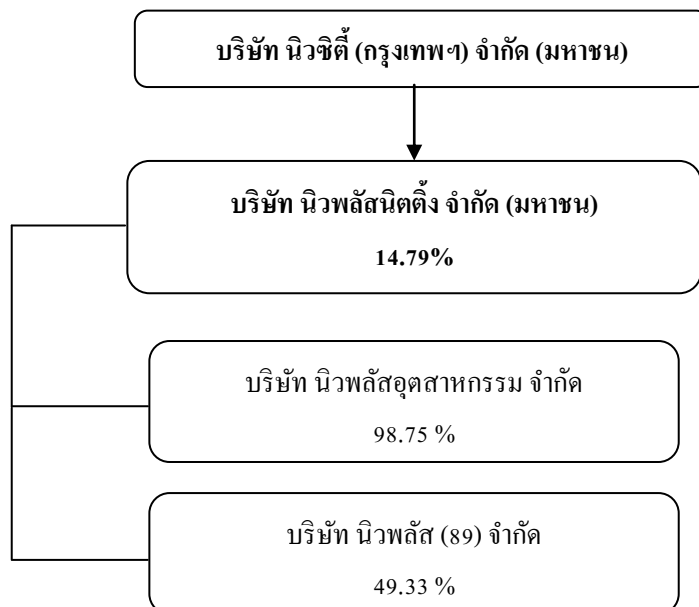 บริษัท นิวซิตี้ (กรุงเทพฯ) จำกัด (มหาชน)
บริษัท นิวพลัสนิตติ้ง จำกัด (มหาชน)
14.79%
บริษัท นิวพลัสอุตสาหกรรม จำกัด
98.75 %
บริษัท นิวพลัส (89) จำกัด
49.33 %